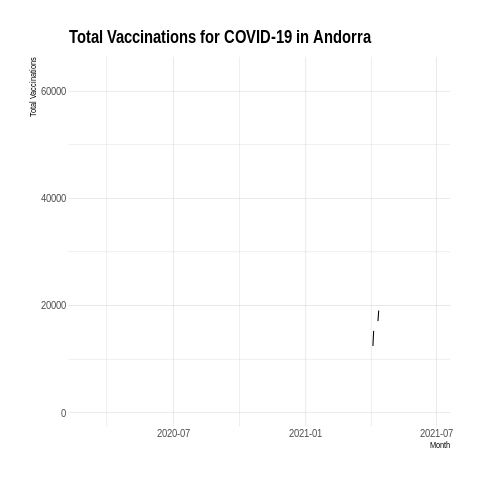 Total Vaccinations for COVID-19 in Andorra
Total Vaccinations
60000
40000
20000
0
2020-07 2021-01 2021-07
Month